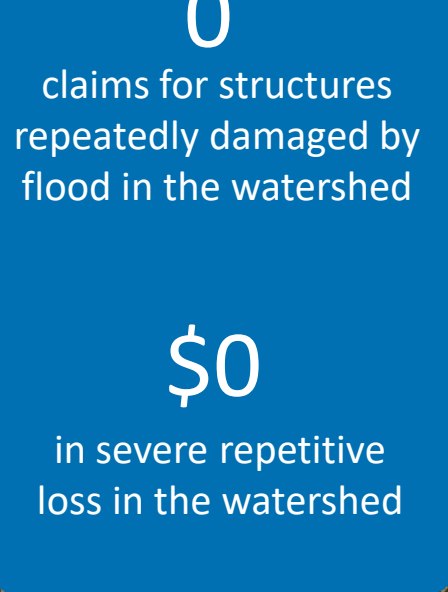 0
claims for structures
repeatedly damaged by
flood in the watershed
$0
in severe repetitive
loss in the watershed